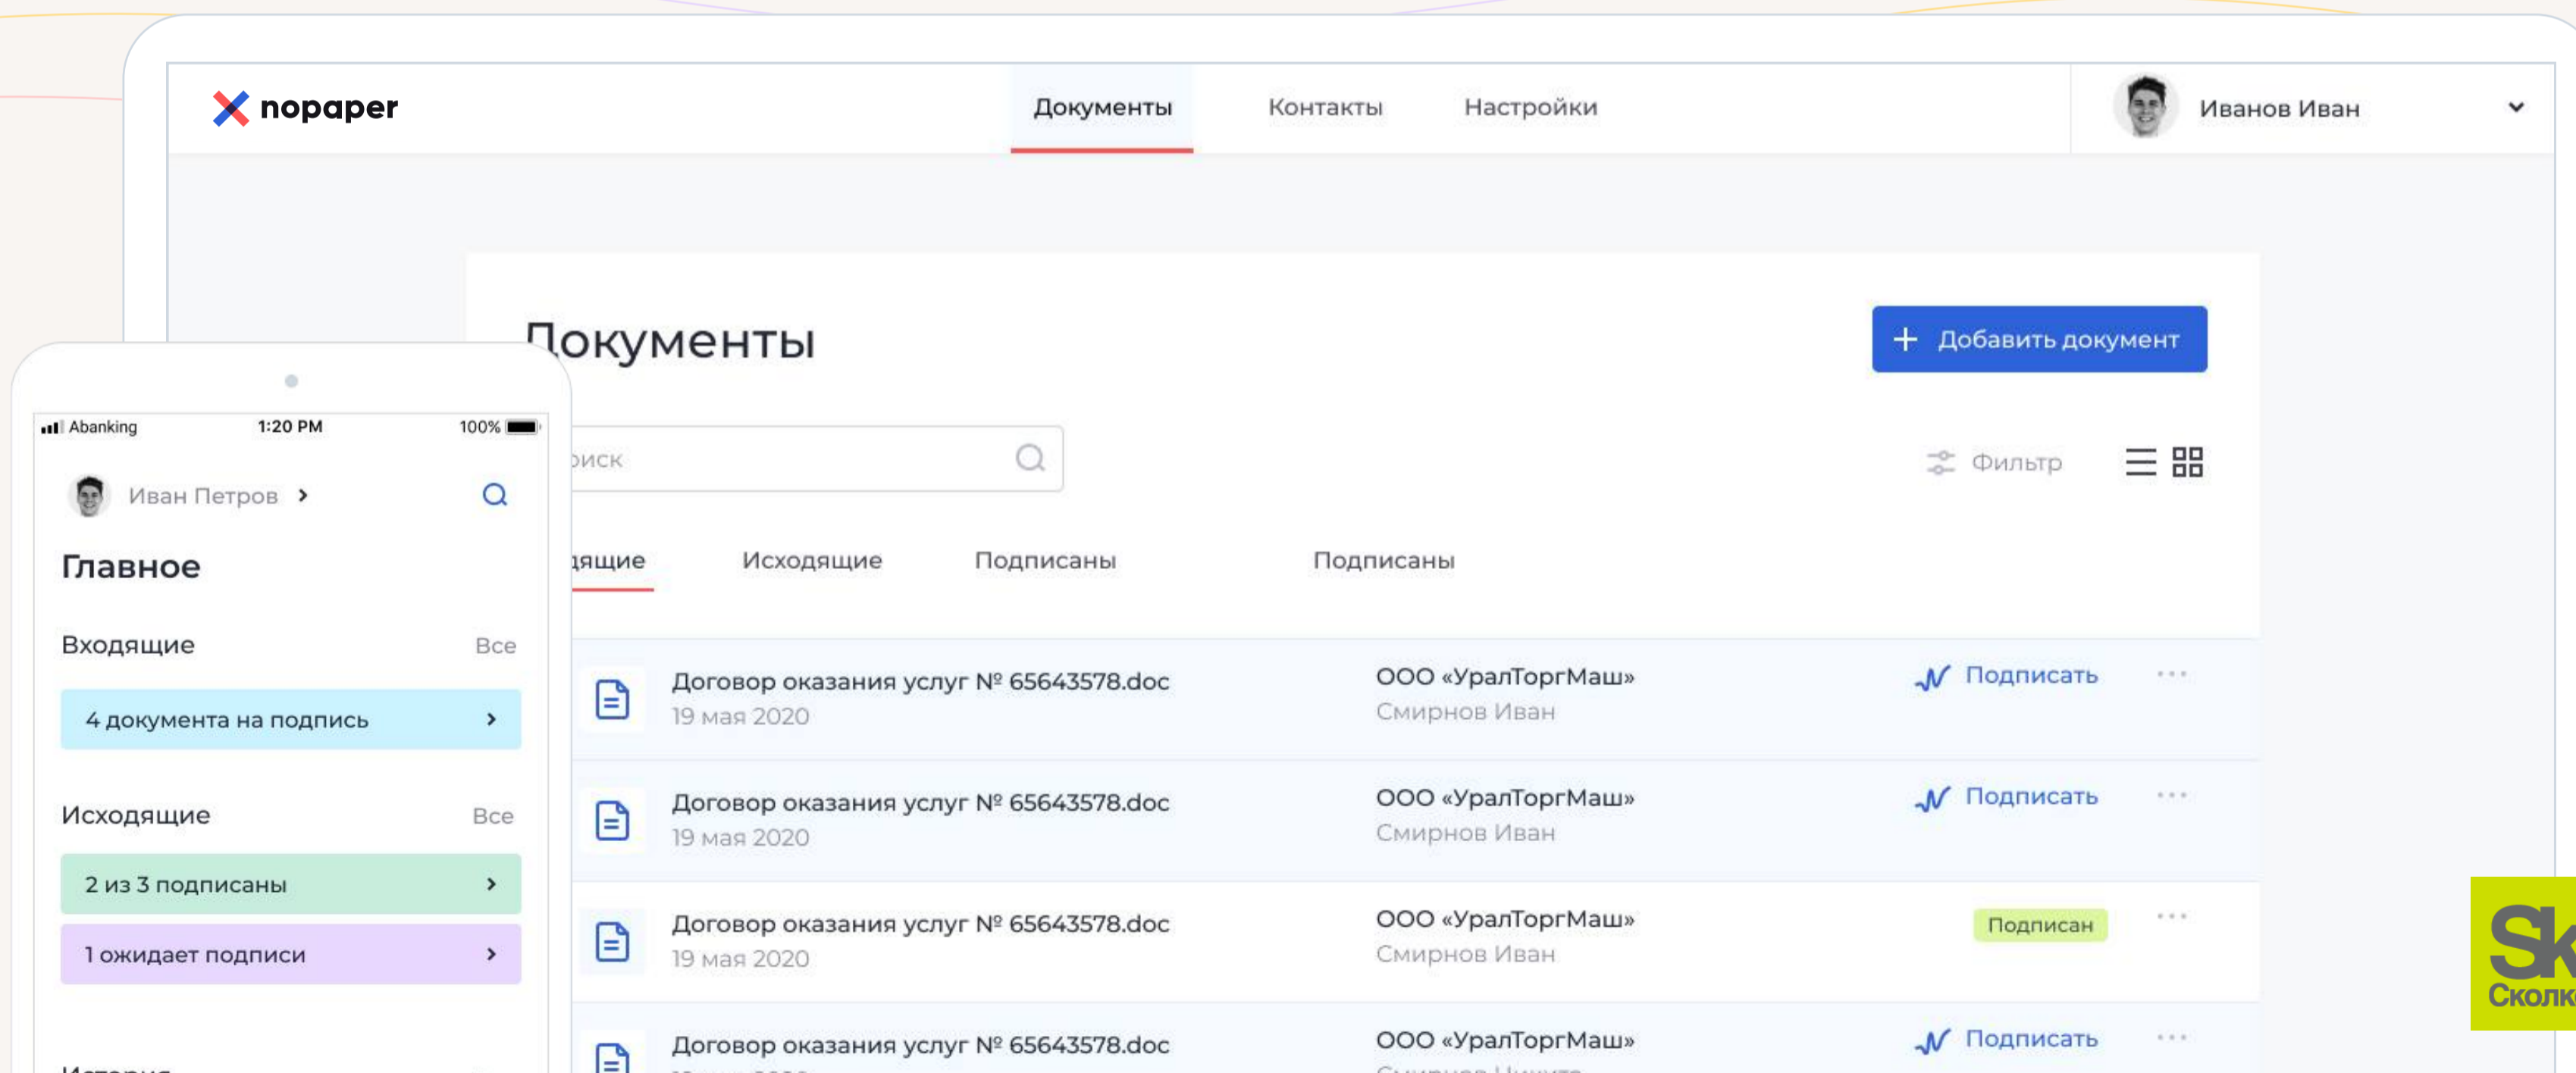 nopaper
Документы
Контакты
Настройки
Иванов Иван
Документы
+ Добавить документ
Фильтр
Исходящие
Подписаны
Подписаны
Договор оказания услуг № 65643578.doc
19 мая 2020
ООО «УралТоргМаш»
Смирнов Иван
Подписать
Договор оказания услуг № 65643578.doc
19 мая 2020
ООО «УралТоргМаш»
Смирнов Иван
Подписать
Договор оказания услуг № 65643578.doc
19 мая 2020
ООО «УралТоргМаш»
Смирнов Иван
Подписан
Договор оказания услуг № 65643578.doc
ООО «УралТоргМаш»
Подписать
Abanking
1:20 PM
100%
Иван Петров
Главное
Входящие
Все
4 документа на подпись
Исходящие
Все
2 из 3 подписаны
1 ожидает подписи
Sk